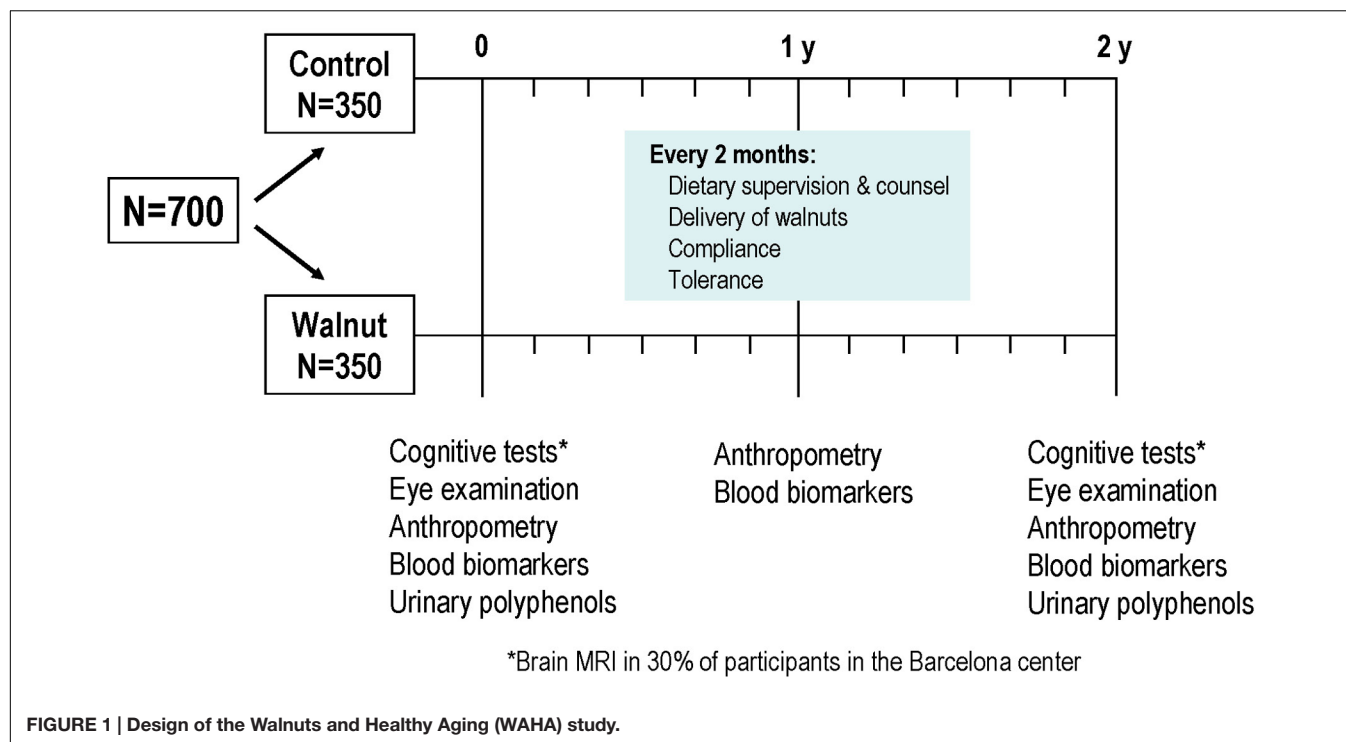 0
1 y
2 y
Control
N=350
N=700
Every 2 months:
Dietary supervision & counsel
Delivery of walnuts
Compliance
Tolerance
Walnut
N=350
Cognitive tests*
Eye examination
Anthropometry
Blood biomarkers
Urinary polyphenols
Anthropometry
Blood biomarkers
Cognitive tests*
Eye examination
Anthropometry
Blood biomarkers
Urinary polyphenols
*Brain MRI in 30% of participants in the Barcelona center
FIGURE 1 | Design of the Walnuts and Healthy Aging (WAHA) study.